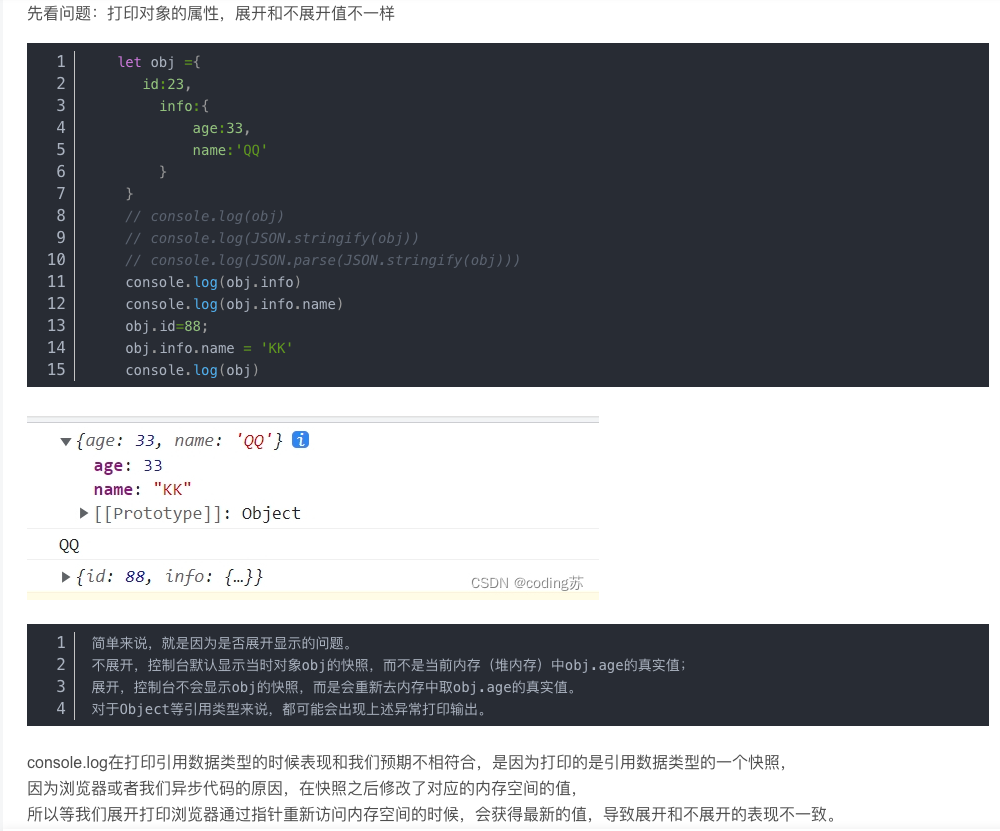 先看问题：打印对象的属性，展开和不展开值不一样
1 let obj ={
2 id:23,
3 info:{
4 age:33,
5 name:'QQ'
6 }
7 }
8 // console.log(obj)
9 // console.log(JSON.stringify(obj))
10 // console.log(JSON.parse(JSON.stringify(obj)))
11 console.log(obj.info)
12 console.log(obj.info.name)
13 obj.id=88;
14 obj.info.name = 'KK'
15 console.log(obj)
▼{age: 33, name: 'QQ'} i
age: 33
name: "KK"
▶[[Prototype]]: Object
QQ
▶{id: 88, info: {…}}
CSDN @coding苏
1 简单来说，就是因为是否展开显示的问题。
2 不展开，控制台默认显示当时对象obj的快照，而不是当前内存（堆内存）中obj.age的真实值；
3 展开，控制台不会显示obj的快照，而是会重新去内存中取obj.age的真实值。
4 对于Object等引用类型来说，都可能会出现上述异常打印输出。
console.log在打印引用数据类型的时候表现和我们预期不相符合，是因为打印的是引用数据类型的一个快照，
因为浏览器或者我们异步代码的原因，在快照之后修改了对应的内存空间的值，
所以等我们展开打印浏览器通过指针重新访问内存空间的时候，会获得最新的值，导致展开和不展开的表现不一致。